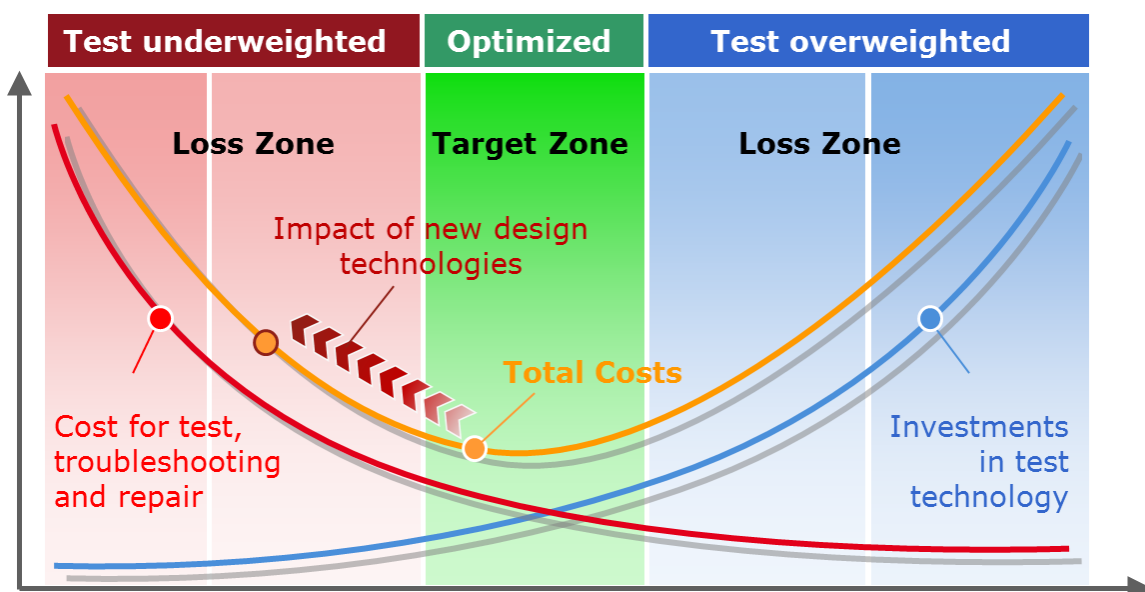 Test underweighted
Optimized
Test overweighted
Loss Zone
Target Zone
Loss Zone
Impact of new design
technologies
Total Costs
Cost for test,
troubleshooting
and repair
Investments
in test
technology